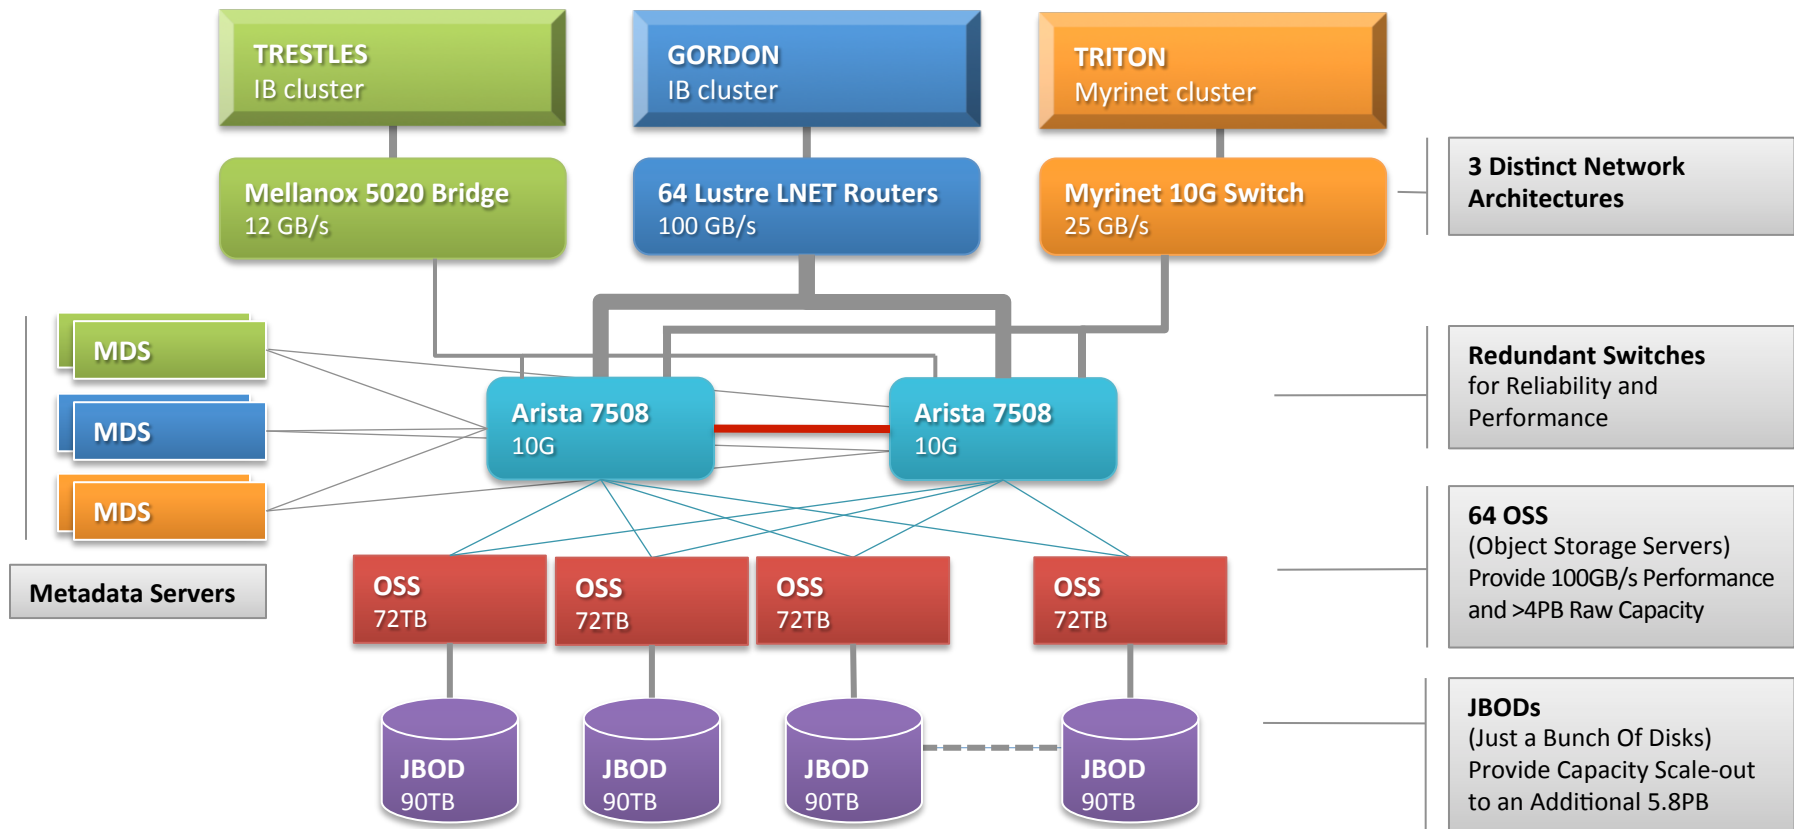 TRESTLES
IB cluster
GORDON
IB cluster
TRITON
Myrinet cluster
Mellanox 5020 Bridge
12 GB/s
64 Lustre LNET Routers
100 GB/s
Myrinet 10G Switch
25 GB/s
3 Distinct Network
Architectures
MDS
MDS
MDS
Metadata Servers
Arista 7508
10G
Arista 7508
10G
Redundant Switches
for Reliability and
Performance
OSS
72TB
OSS
72TB
OSS
72TB
OSS
72TB
64 OSS
(Object Storage Servers)
Provide 100GB/s Performance
and >4PB Raw Capacity
JBOD
90TB
JBOD
90TB
JBOD
90TB
JBOD
90TB
JBODs
(Just a Bunch Of Disks)
Provide Capacity Scale-out
to an Additional 5.8PB